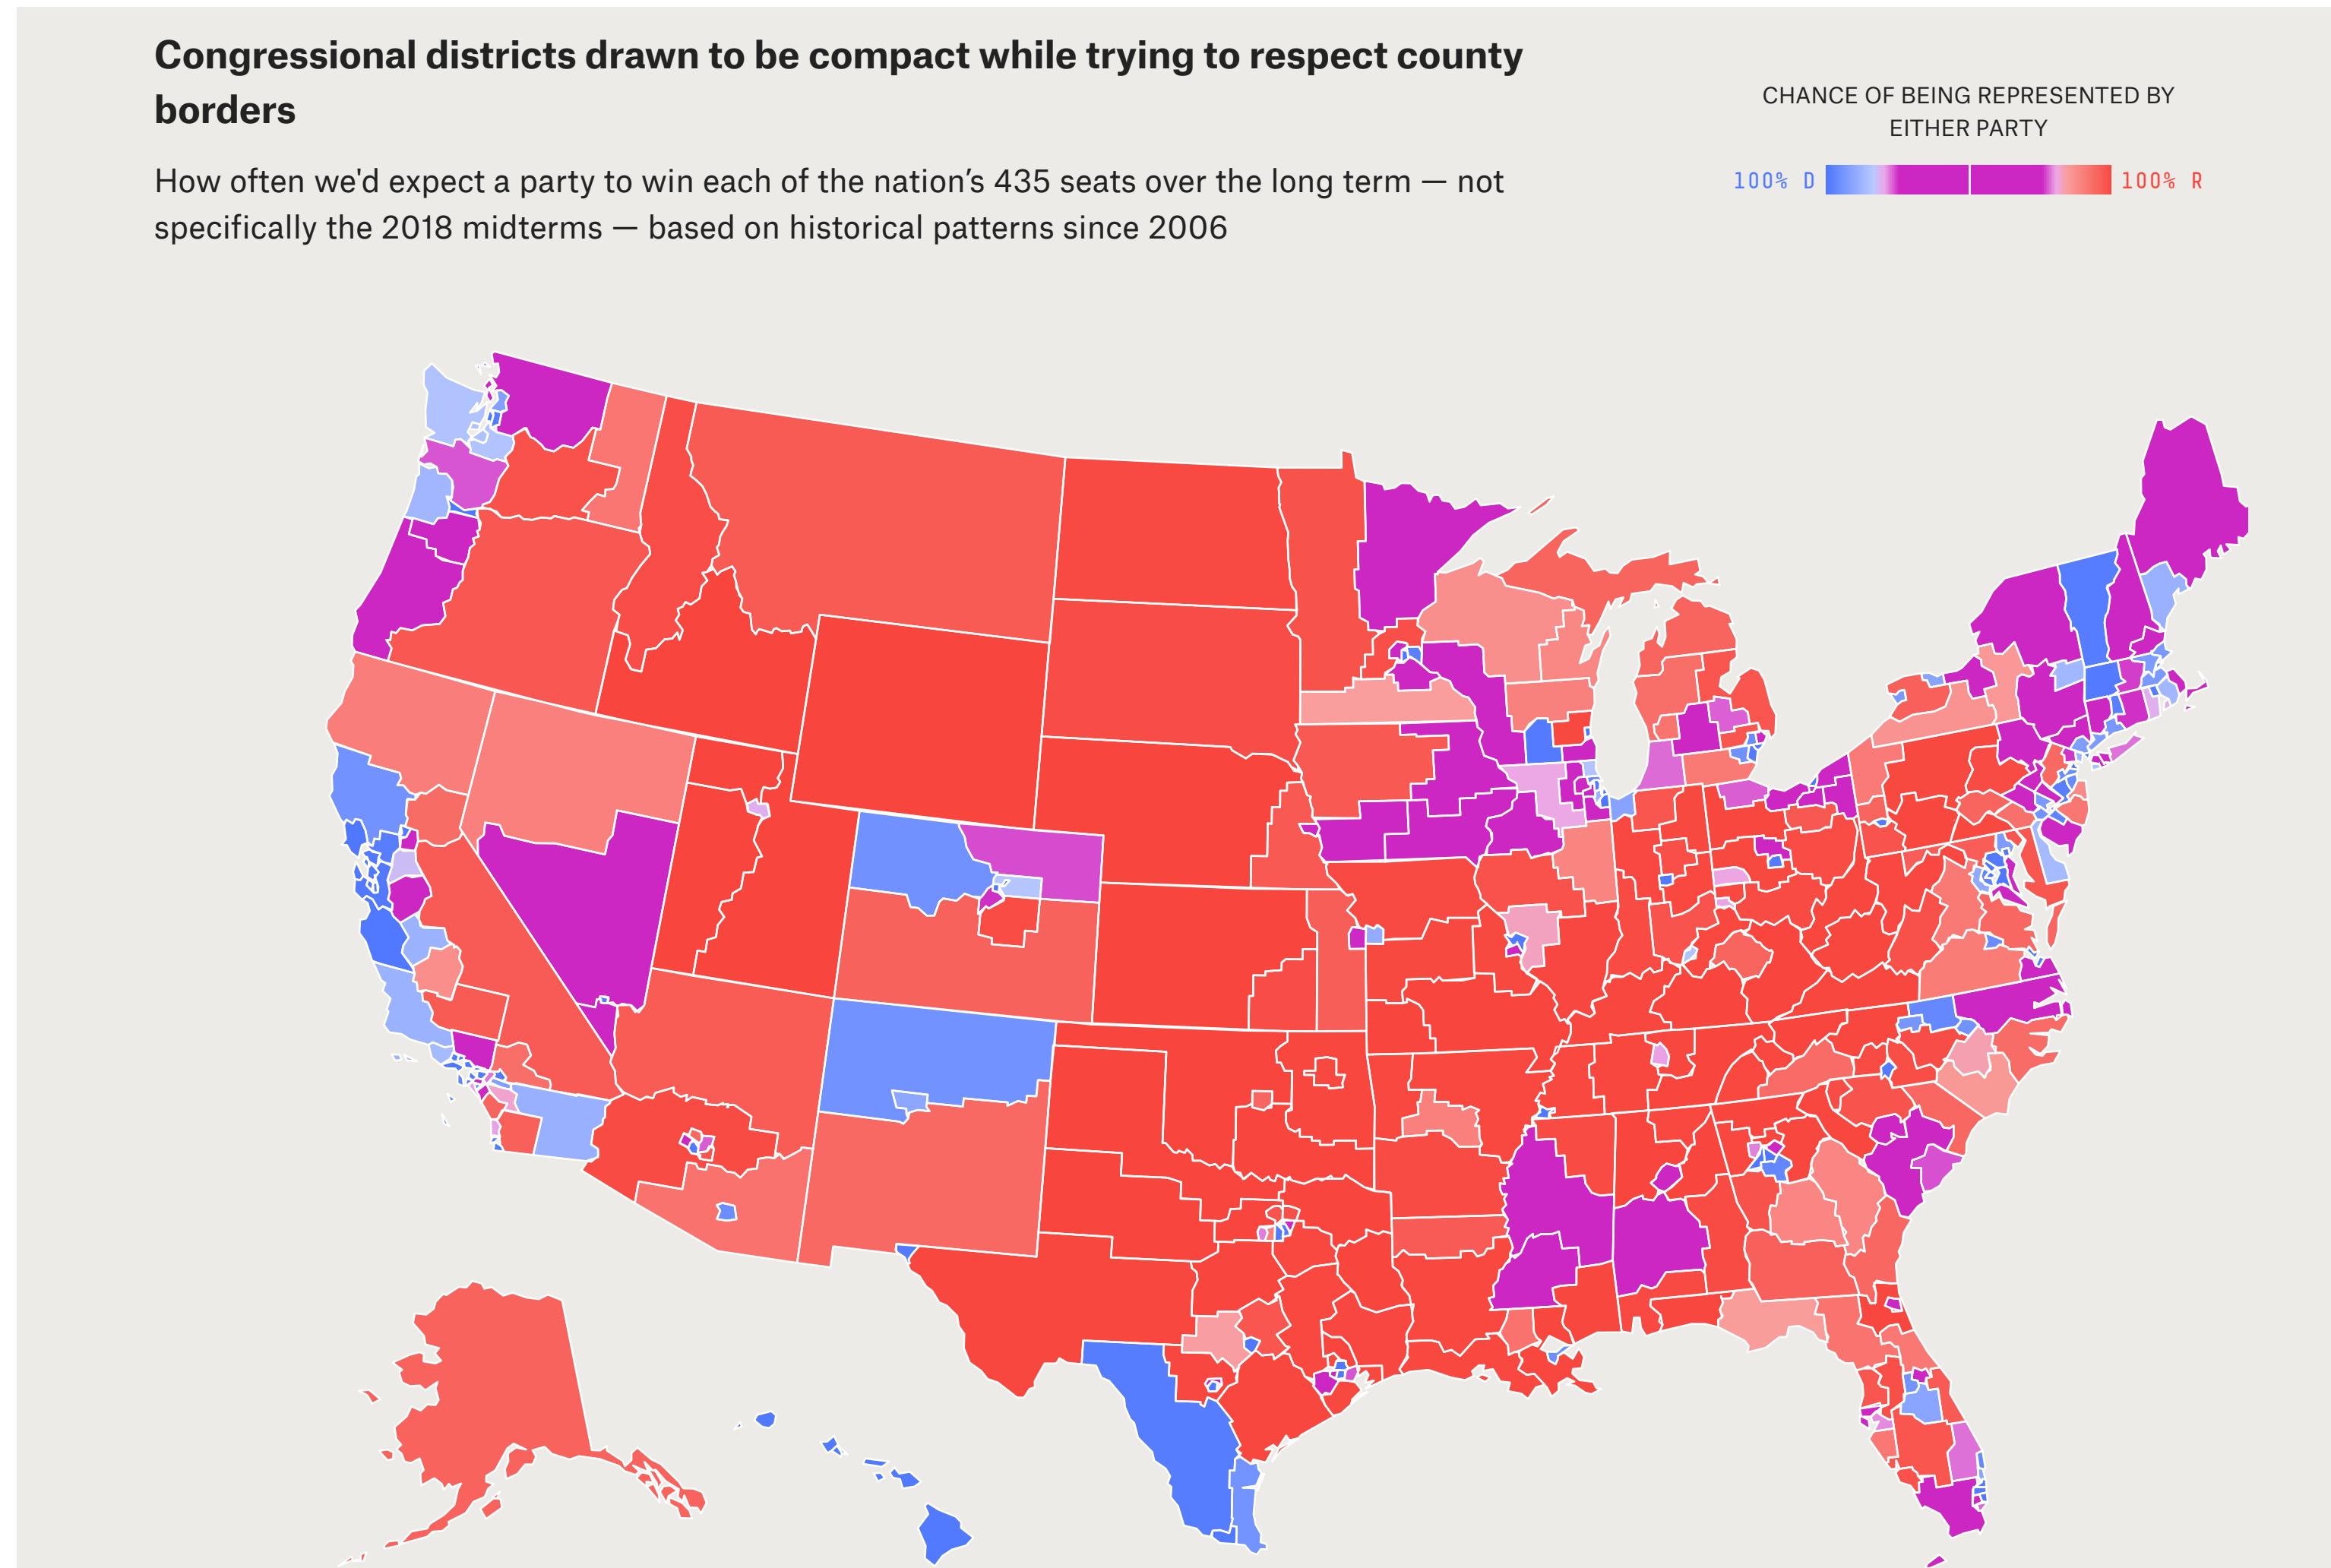 Congressional districts drawn to be compact while trying to respect county
borders
How often we'd expect a party to win each of the nation’s 435 seats over the long term — not
specifically the 2018 midterms — based on historical patterns since 2006
CHANCE OF BEING REPRESENTED BY
EITHER PARTY
100% D 100% R